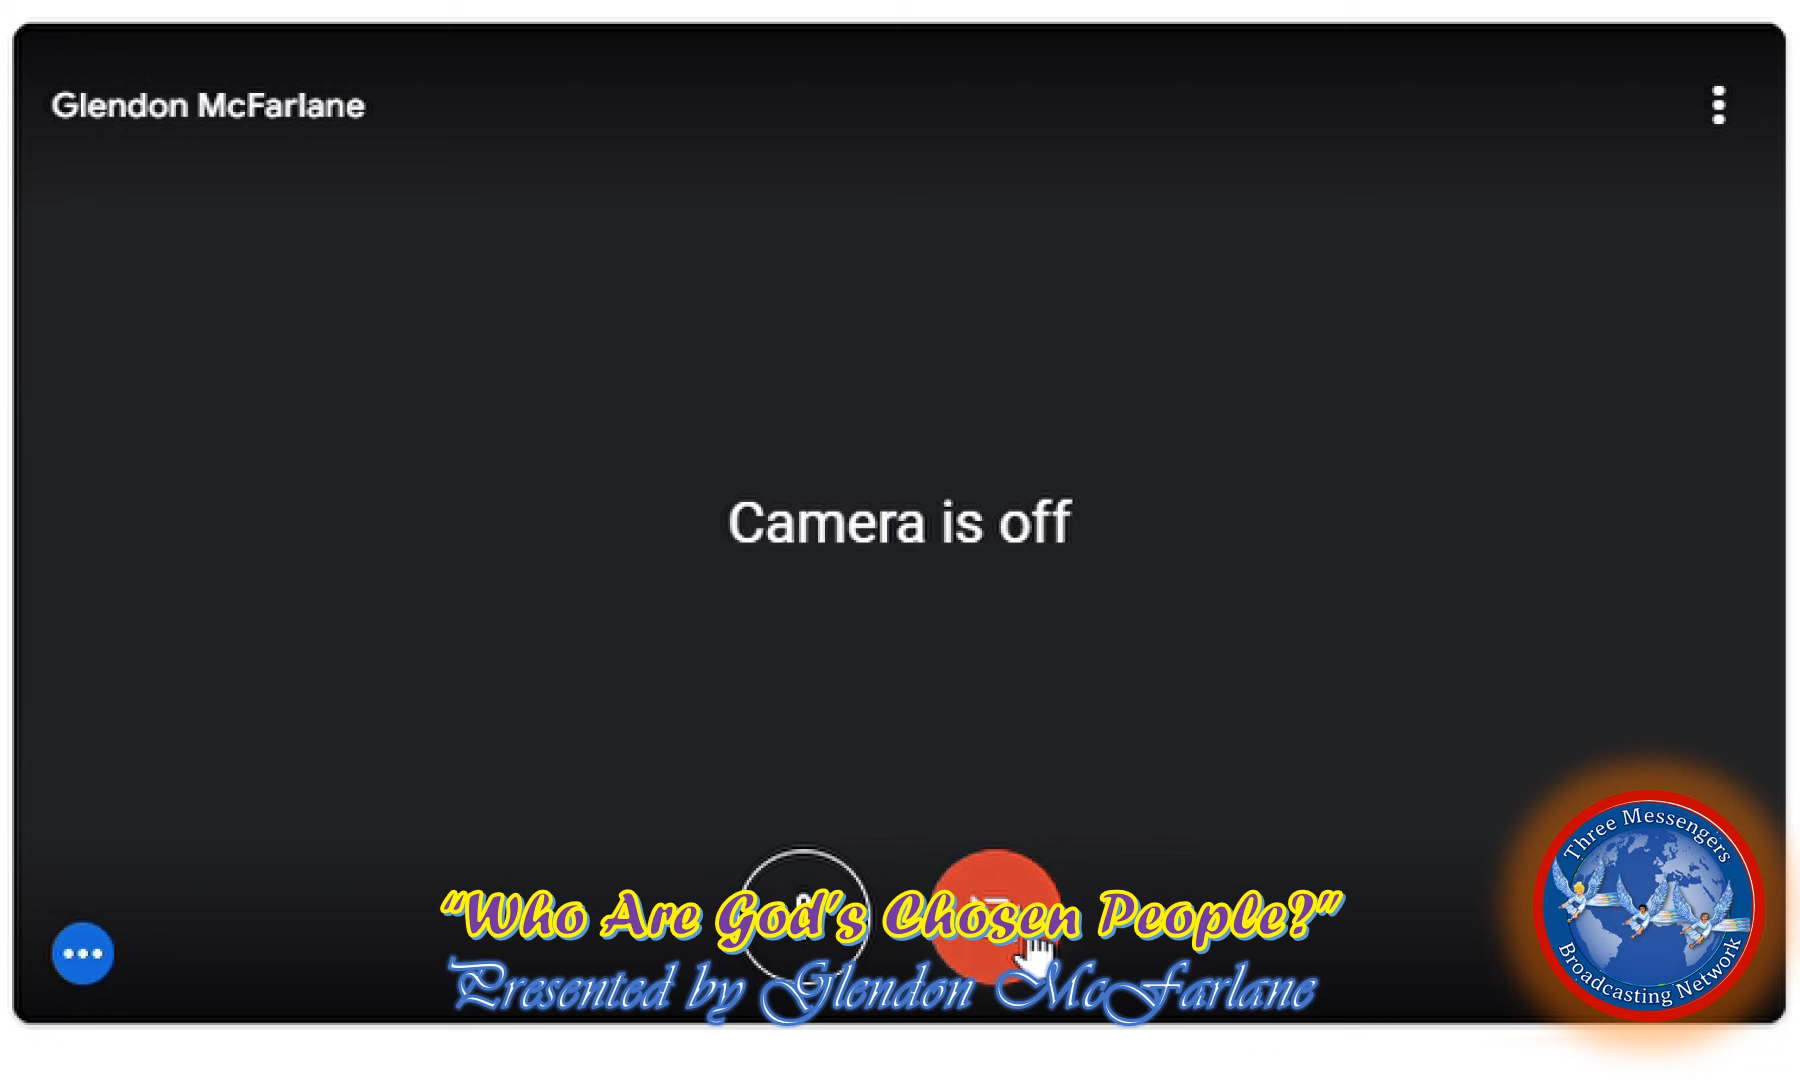 Glendon McFarlane
Camera is off
"Who Are God's Chosen People?"
Presented by Glendon McFarlane
Three Messengers
Broadcasting Network